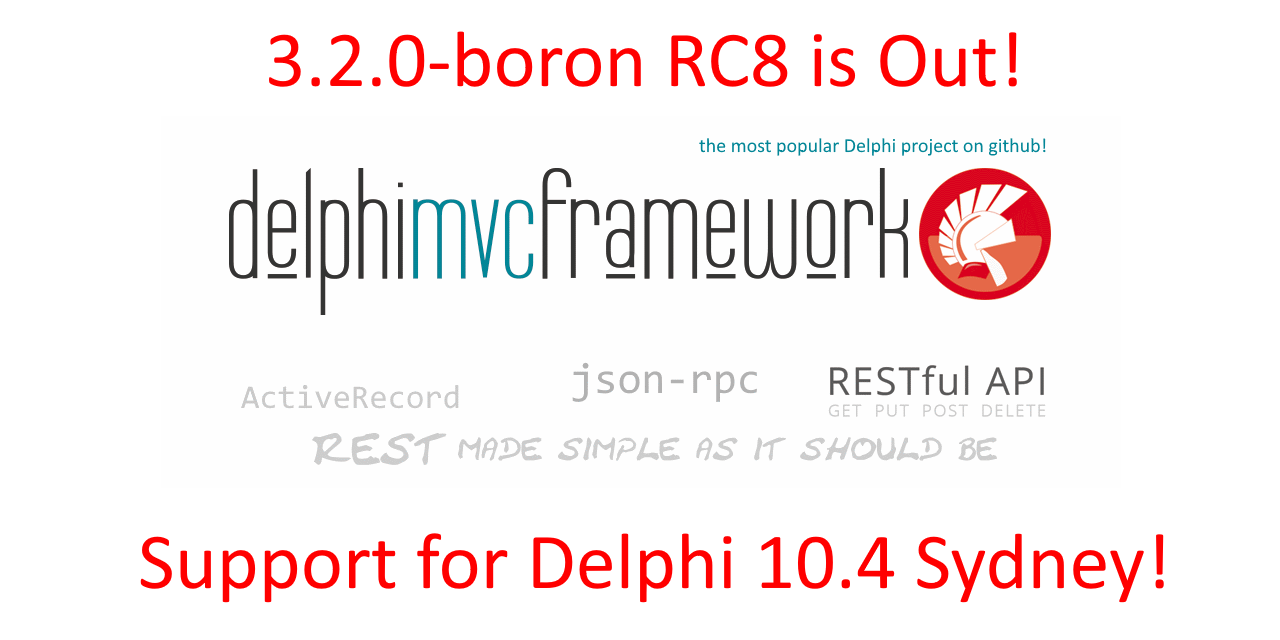 3.2.0-boron RC8 is Out!
the most popular Delphi project on github!
delphimvcframework
ActiveRecord
json-rpc
RESTful API
GET PUT POST DELETE
REST MADE SIMPLE AS IT SHOULD BE
Support for Delphi 10.4 Sydney!